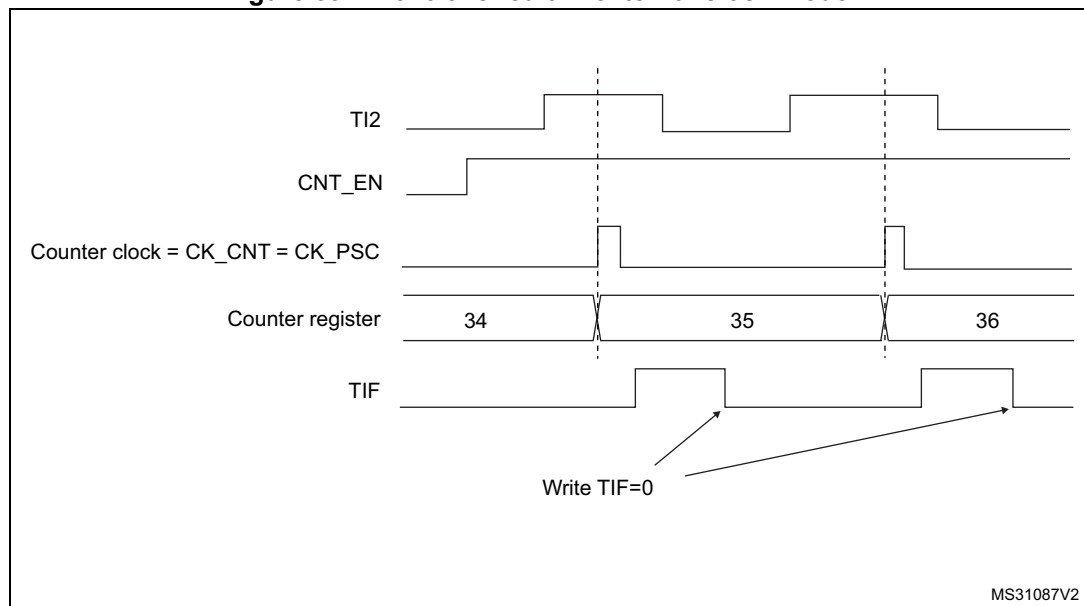 TI2
CNT_EN
Counter clock = CK_CNT = CK_PSC
Counter register
34
35
36
TIF
Write TIF=0
MS31087V2